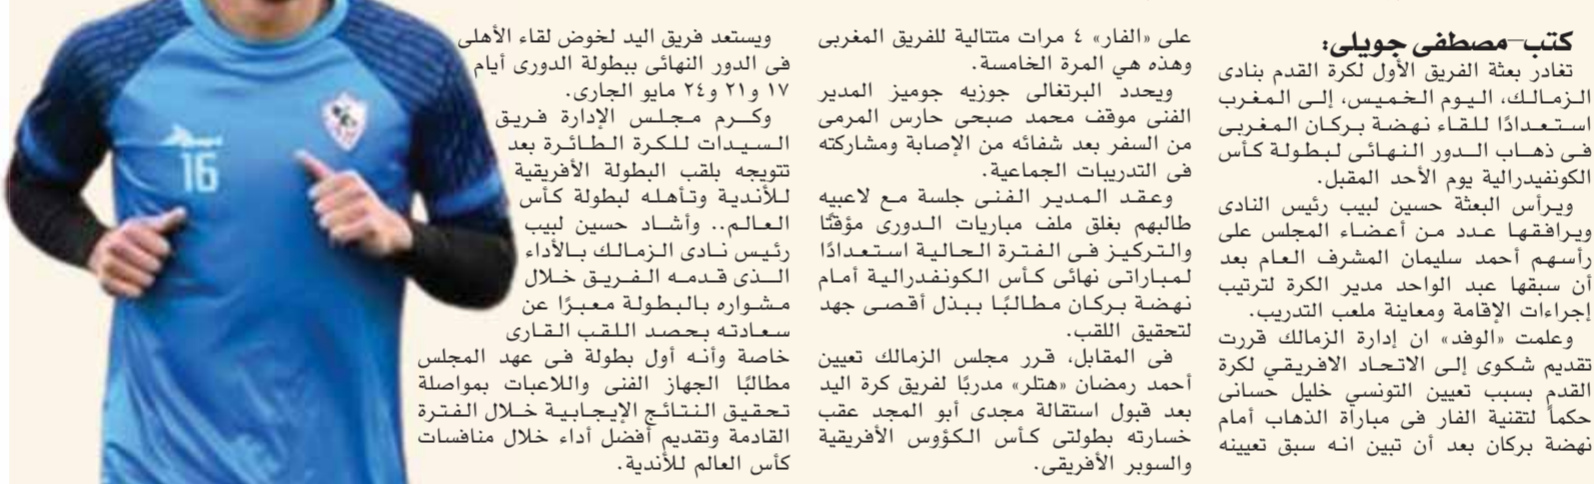 كتب–مصطفى جويلى:
تغادر بعثة الفريق الأول لكرة القدم بنادى
الزمالك، اليوم الخميس، إلى المغرب
استعدادًا للقاء نهضة بركان المغربى
فى ذهاب الدور النهائى لبطولة كأس
الكونفيدرالية يوم الأحد المقبل.
ويرأس البعثة حسين لبيب رئيس النادى
ويرافقها عدد من أعضاء المجلس على
رأسهم أحمد سليمان المشرف العام بعد
أن سبقها عبد الواحد مدير الكرة لترتيب
إجراءات الإقامة ومعاينة ملعب التدريب.
وعلمت «الوفد» ان إدارة الزمالك قررت
تقديم شكوى إلى الاتحاد الافريقي لكرة
القدم بسبب تعيين التونسي خليل حسانى
حكماً لتقنية الفار فى مباراة الذهاب أمام
نهضة بركان بعد أن تبين انه سبق تعيينه
على «الفار» ٤ مرات متتالية للفريق المغربى
وهذه هي المرة الخامسة.
ويحدد البرتغالى جوزيه جوميز المدير
الفنى موقف محمد صبحى حارس المرمى
من السفر بعد شفائه من الإصابة ومشاركته
فى التدريبات الجماعية.
وعقد المدير الفنى جلسة مع لاعبيه
طالبهم بغلق ملف مباريات الدورى مؤقتًا
والتركيز فى الفترة الحالية استعدادًا
لمباراتى نهائى كأس الكونفدرالية أمام
نهضة بركان مطالبًا ببذل أقصى جهد
لتحقيق اللقب.
فى المقابل، قرر مجلس الزمالك تعيين
أحمد رمضان «هتلر» مدربًا لفريق كرة اليد
بعد قبول استقالة مجدى أبو المجد عقب
خسارته بطولتى كأس الكؤوس الأفريقية
والسوبر الأفريقى.
ويستعد فريق اليد لخوض لقاء الأهلى
فى الدور النهائى ببطولة الدورى أيام
١٧ و٢١ و٢٤ مايو الجارى.
وكرم مجلس الإدارة فريق
السيدات للكرة الطائرة بعد
تتويجه بلقب البطولة الأفريقية
للأندية وتأهله لبطولة كأس
العالم.. وأشاد حسين لبيب
رئيس نادى الزمالك بالأداء
الذى قدمه الفريق خلال
مشواره بالبطولة معبرًا عن
سعادته بحصد اللقب القارى
خاصة وأنه أول بطولة فى عهد المجلس
مطالبًا الجهاز الفنى واللاعبات بمواصلة
تحقيق النتائج الإيجابية خلال الفترة
القادمة وتقديم أفضل أداء خلال منافسات
كأس العالم للأندية.
16